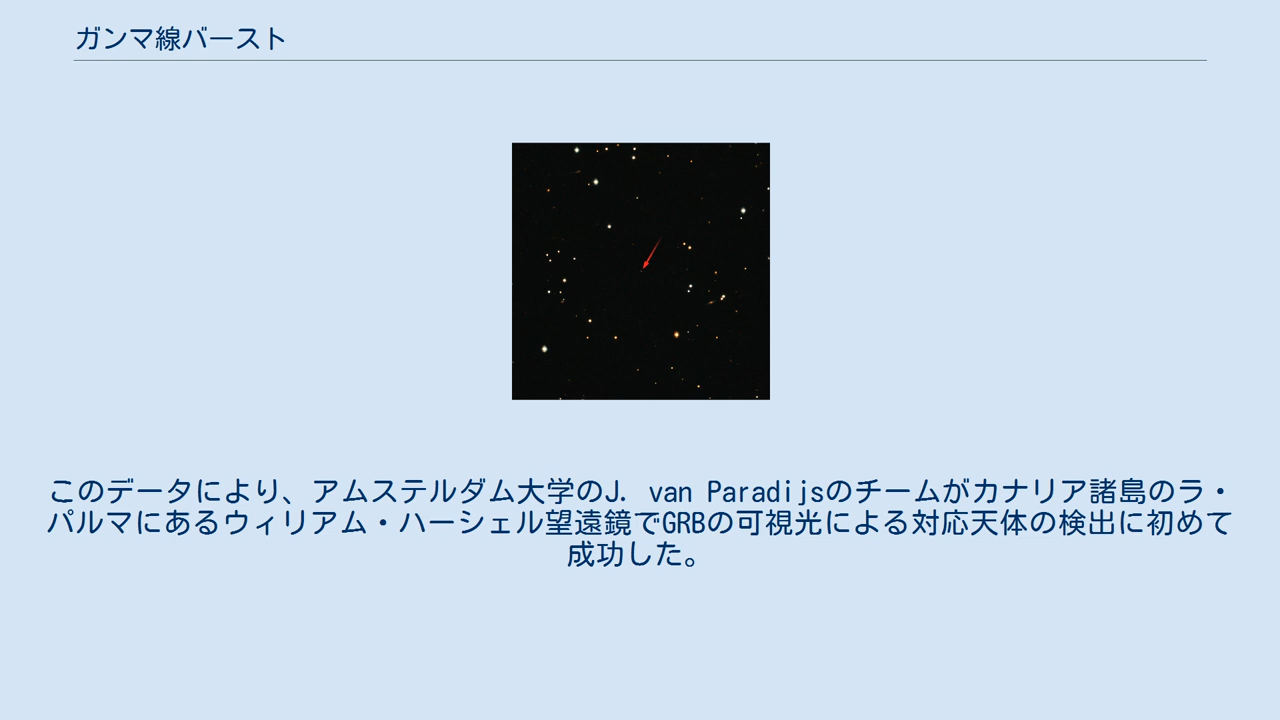 ガンマ線バースト
このデータにより、アムステルダム大学のJ. van Paradijsのチームがカナリア諸島のラ・
パルマにあるウィリアム・ハーシェル望遠鏡でGRBの可視光による対応天体の検出に初めて
成功した。